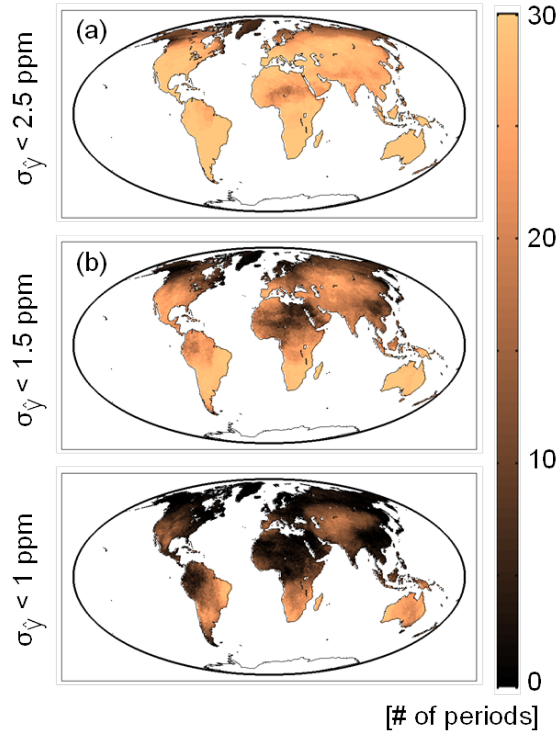 (a)
σŷ < 2.5 ppm
(b)
σŷ < 1.5 ppm
σŷ < 1 ppm
30
20
10
0
[# of periods]